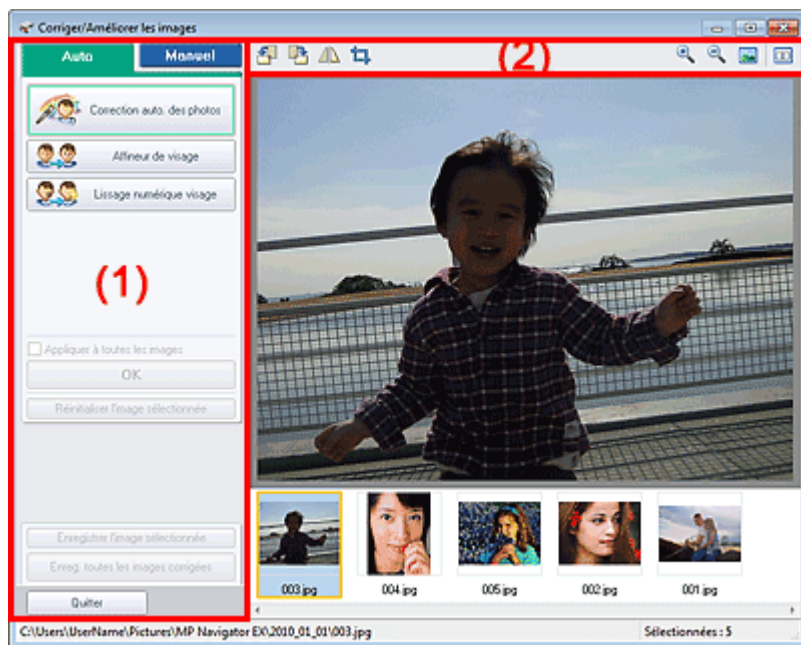 Corriger/Améliorer les images
Auto
Manuel
(2)
Correction auto. des photos
Affineur de visage
Lissage numérique visage
(1)
Appliquer à toutes les images
OK
Réinitialiser l'image sélectionnée
Enregistrer l'image sélectionnée
Enreg. toutes les images corrigées
Quitter
003.jpg
004.jpg
005.jpg
002.jpg
001.jpg
C:\Users\UserName\Pictures\MP Navigator EX\2010_01_01\003.jpg
Sélectionnées : 5